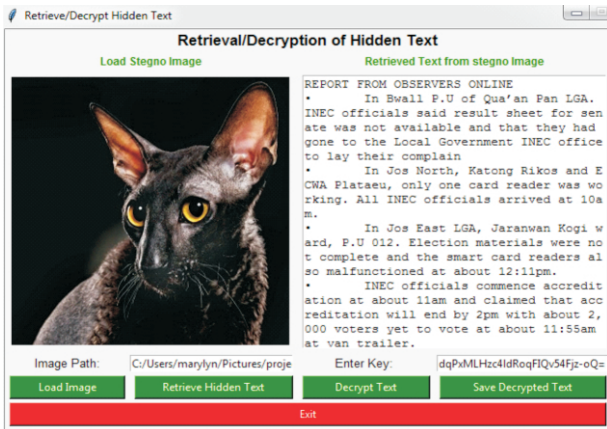 Retrieve/Decrypt Hidden Text
Retrieval/Decryption of Hidden Text
Load Stegno Image
Retrieved Text from stegno Image
REPORT FROM OBSERVERS ONLINE
• In Bwall P.U of Qua'an Pan LGA.
INEC officials said result sheet for sen
ate was not available and that they had
gone to the Local Government INEC office
to lay their complain
• In Jos North, Katong Rikos and E
CWA Plataeu, only one card reader was wo
rking. All INEC officials arrived at 10a
m.
• In Jos East LGA, Jaranwan Kogi w
ard, P.U 012. Election materials were no
t complete and the smart card readers al
so malfunctioned at about 12:11pm.
• INEC officials commence accredit
ation at about 11am and claimed that acc
reditation will end by 2pm with about 2,
000 voters yet to vote at about 11:55am
at van trailer.
Image Path:
C:/Users/marylyn/Pictures/proje
Enter Key:
dqPxMLHzc4IdRoqFIQv54Fjz-oQ=
Load Image
Retrieve Hidden Text
Decrypt Text
Save Decrypted Text
Exit